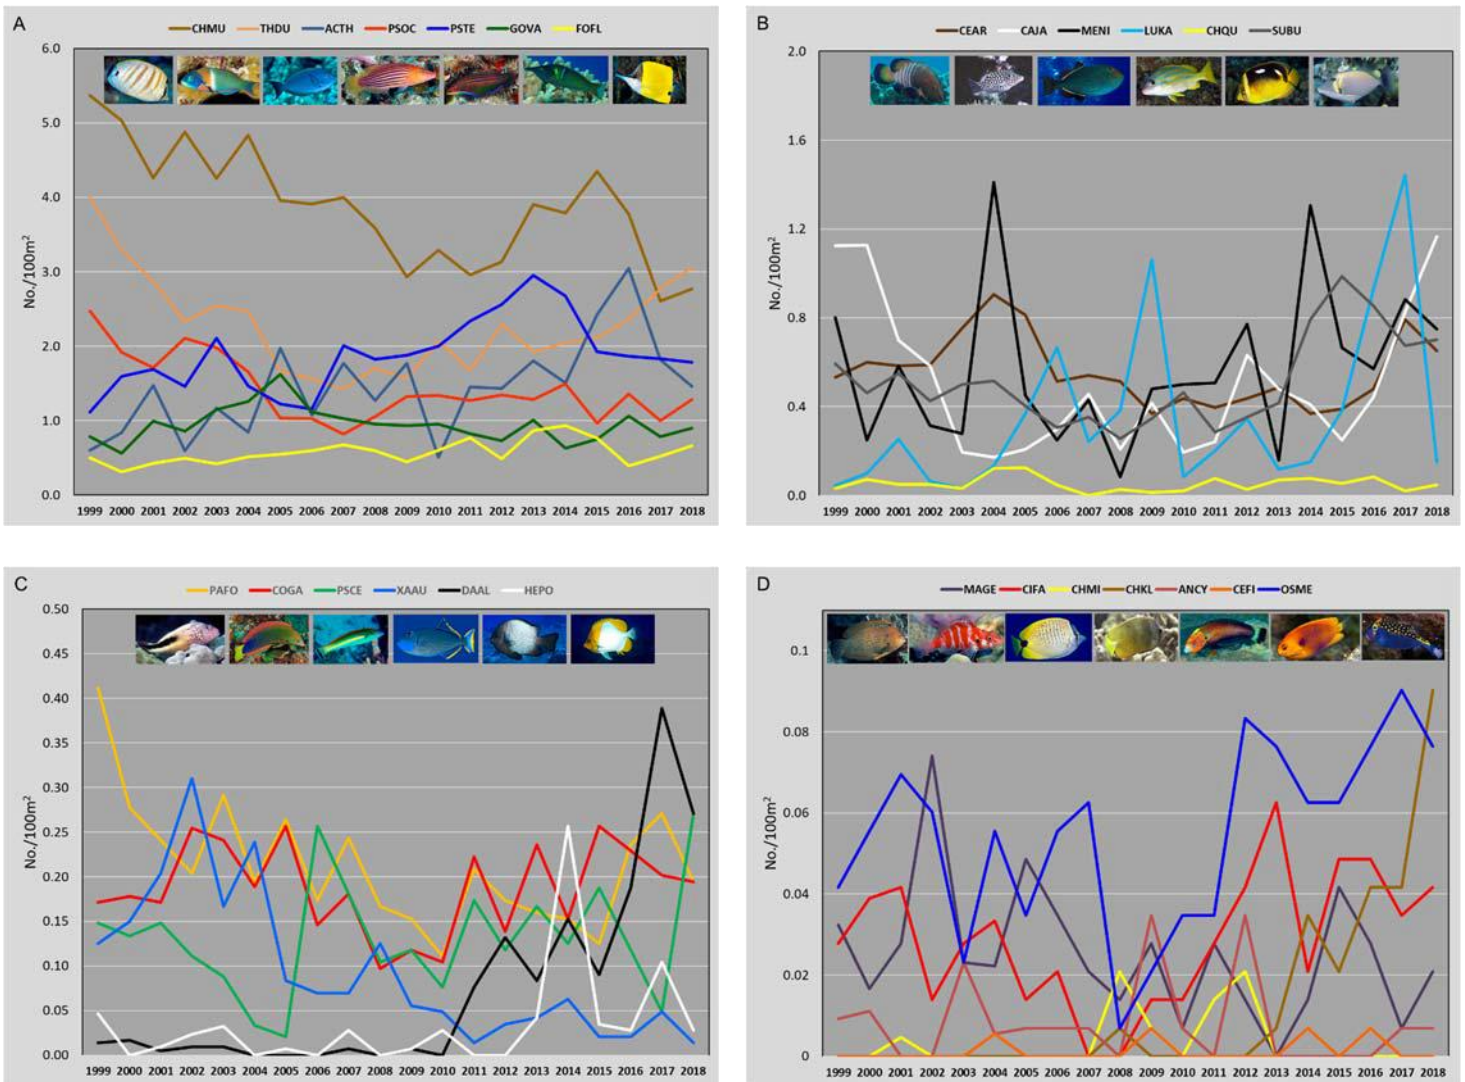 A
CHMU THDU ACTH PSOC PSTE GOVA FOFL
6.0
5.0
4.0
3.0
2.0
1.0
0.0
No./100m²
1999 2000 2001 2002 2003 2004 2005 2006 2007 2008 2009 2010 2011 2012 2013 2014 2015 2016 2017 2018
B
CEAR CAJA MENI LUKA CHQU SUBU
2.0
1.6
1.2
0.8
0.4
0.0
No./100m²
1999 2000 2001 2002 2003 2004 2005 2006 2007 2008 2009 2010 2011 2012 2013 2014 2015 2016 2017 2018
C
PAFO COGA PSCE XAAU DAAL HEPO
0.50
0.45
0.40
0.35
0.30
0.25
0.20
0.15
0.10
0.05
0.00
No./100m²
1999 2000 2001 2002 2003 2004 2005 2006 2007 2008 2009 2010 2011 2012 2013 2014 2015 2016 2017 2018
D
MAGE CIFA CHMI CHKL ANCY CEFI OSME
0.1
0.08
0.06
0.04
0.02
0
No./100m²
1999 2000 2001 2002 2003 2004 2005 2006 2007 2008 2009 2010 2011 2012 2013 2014 2015 2016 2017 2018